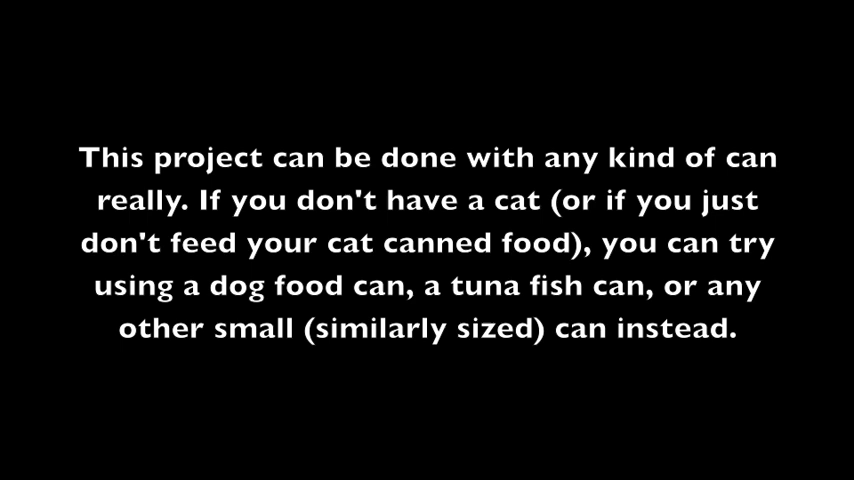 This project can be done with any kind of can
really. If you don't have a cat (or if you just
don't feed your cat canned food), you can try
using a dog food can, a tuna fish can, or any
other small (similarly sized) can instead.